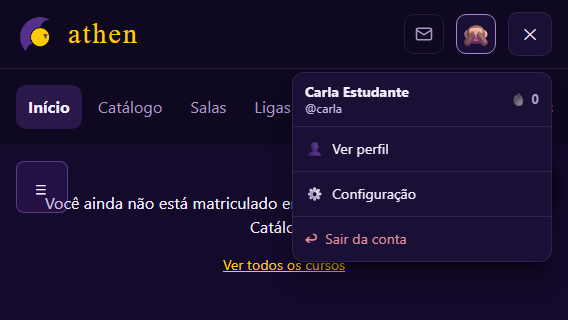 athen
Início Catálogo Salas Ligas
Carla Estudante
@carla
0
Ver perfil
Configuração
Sair da conta
Você ainda não está matriculado
Ver todos os cursos